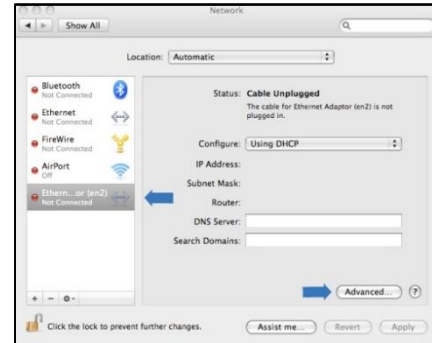 Network
Show All
Location: Automatic
Bluetooth
Not Connected
Ethernet
Not Connected
FireWire
Not Connected
AirPort
Off
Ethern...or (en2)
Not Connected
Status: Cable Unplugged
The cable for Ethernet Adaptor (en2) is not
plugged in.
Configure: Using DHCP
IP Address:
Subnet Mask:
Router:
DNS Server:
Search Domains:
Advanced... ?
+ -
Click the lock to prevent further changes.
Assist me... Revert Apply